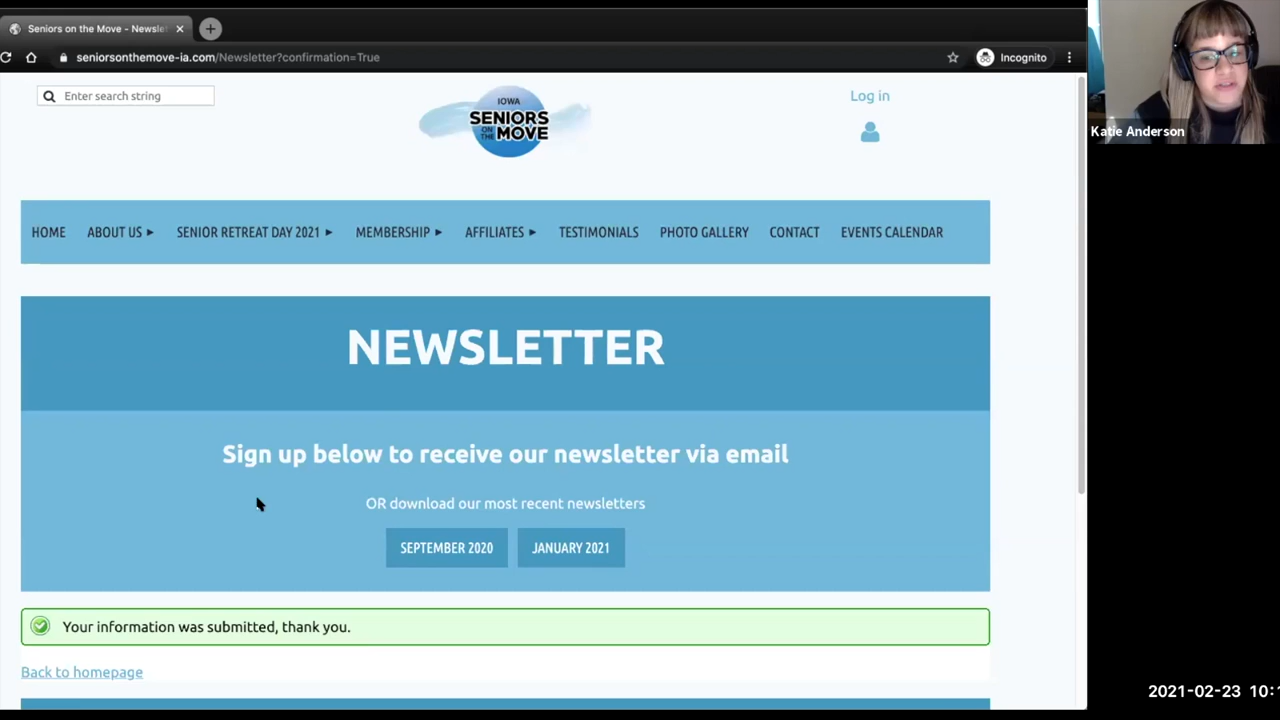 Seniors on the Move - Newsle
seniorsonthemove-ia.com/Newsletter?confirmation=True
Incognito
Enter search string
IOWA
SENIORS
ON THE MOVE
Log in
Katie Anderson
HOME ABOUT US SENIOR RETREAT DAY 2021 MEMBERSHIP AFFILIATES TESTIMONIALS PHOTO GALLERY CONTACT EVENTS CALENDAR
NEWSLETTER
Sign up below to receive our newsletter via email
OR download our most recent newsletters
SEPTEMBER 2020 JANUARY 2021
Your information was submitted, thank you.
Back to homepage
2021-02-23 10: